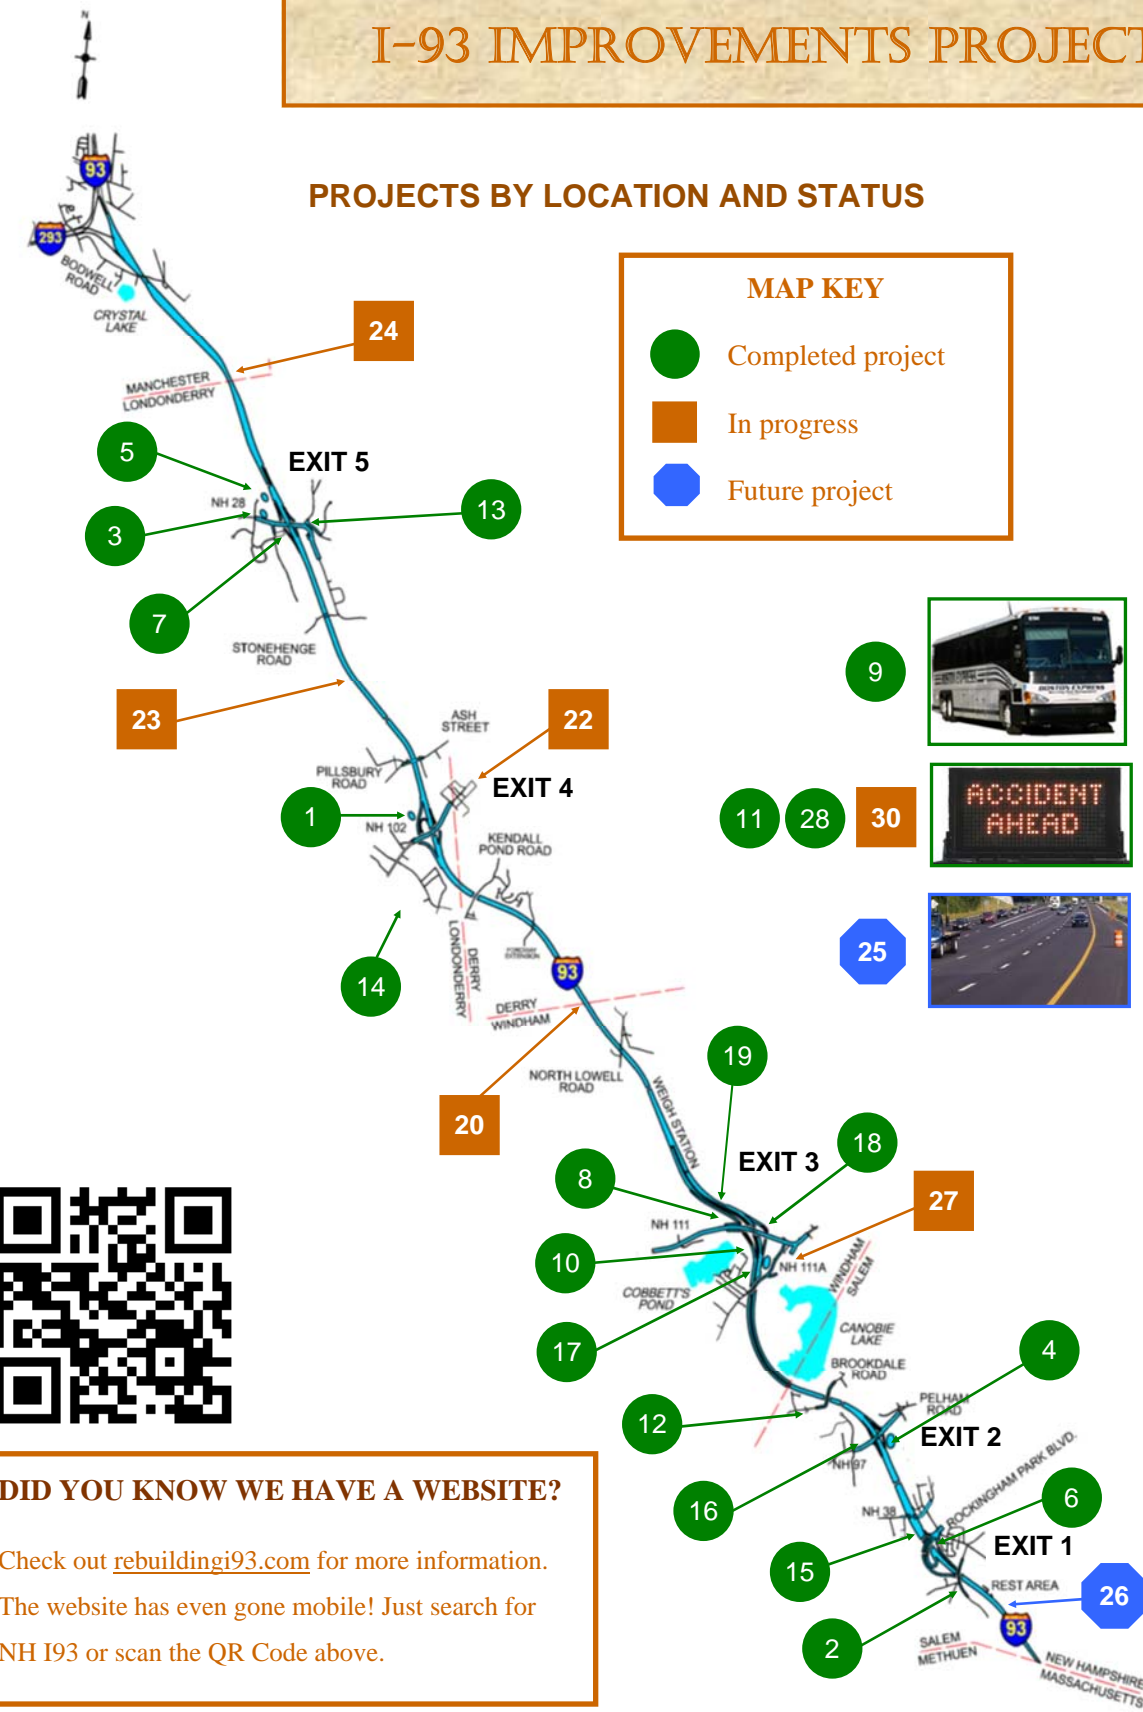 I-93 IMPROVEMENTS PROJECT
N
PROJECTS BY LOCATION AND STATUS
93
293
BODWELL
ROAD
CRYSTAL
LAKE
MAP KEY
Completed project
In progress
Future project
24
MANCHESTER
LONDONDERRY
5
EXIT 5
NH 28
13
3
7
STONEHENGE
ROAD
9
BOSTON EXPRESS
23
22
ASH
STREET
PILLSBURY
ROAD
EXIT 4
1
NH 102
KENDALL
POND ROAD
11
28
30
ACCIDENT
AHEAD
25
14
DERRY
LONDONDERRY
93
DERRY
WINDHAM
NORTH LOWELL
ROAD
19
20
WEIGH STATION
EXIT 3
18
8
27
NH 111
10
NH 111A
WINDHAM
SALEM
COBBETT'S
POND
17
CANOBIE
LAKE
4
BROOKDALE
ROAD
12
PELHAM
ROAD
EXIT 2
NH 97
16
ROCKINGHAM PARK BLVD.
6
NH 38
EXIT 1
15
REST AREA
26
2
93
SALEM
METHUEN
NEW HAMPSHIRE
MASSACHUSETTS
DID YOU KNOW WE HAVE A WEBSITE?
Check out rebuildingi93.com for more information.
The website has even gone mobile! Just search for
NH I93 or scan the QR Code above.